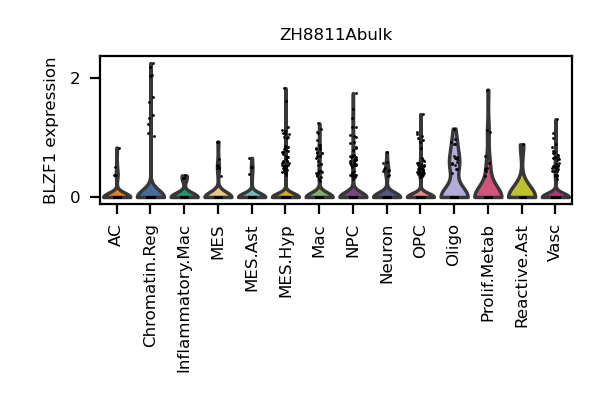 ZH8811Abulk
BLZF1 expression
2
0
AC
Chromatin.Reg
Inflammatory.Mac
MES
MES.Ast
MES.Hyp
Mac
NPC
Neuron
OPC
Oligo
Prolif.Metab
Reactive.Ast
Vasc